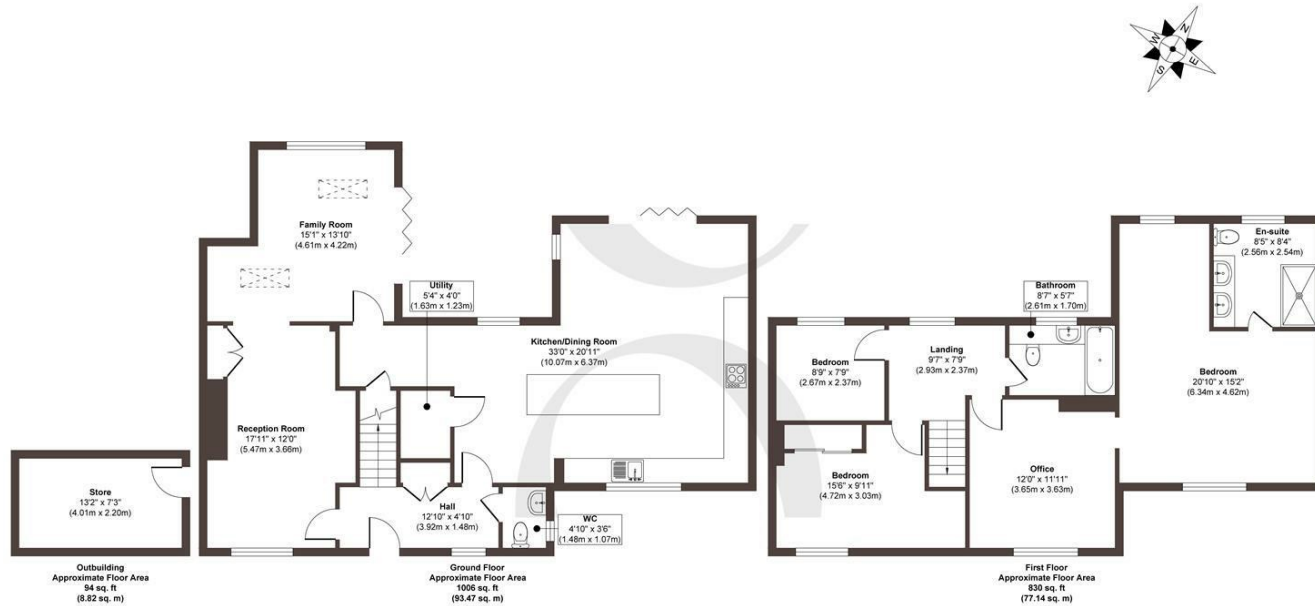 N
W
E
S
Family Room
15'1" x 13'10"
(4.61m x 4.22m)
Utility
5'4" x 4'0"
(1.63m x 1.23m)
Kitchen/Dining Room
33'0" x 20'11"
(10.07m x 6.37m)
Reception Room
17'11" x 12'0"
(5.47m x 3.66m)
Store
13'2" x 7'3"
(4.01m x 2.20m)
Hall
12'10" x 4'10"
(3.92m x 1.48m)
WC
4'10" x 3'6"
(1.48m x 1.07m)
Outbuilding
Approximate Floor Area
94 sq. ft
(8.82 sq. m)
Ground Floor
Approximate Floor Area
1006 sq. ft
(93.47 sq. m)
En-suite
8'5" x 8'4"
(2.56m x 2.54m)
Bathroom
8'7" x 5'7"
(2.61m x 1.70m)
Bedroom
8'9" x 7'9"
(2.67m x 2.37m)
Landing
9'7" x 7'9"
(2.93m x 2.37m)
Bedroom
20'10" x 15'2"
(6.34m x 4.62m)
Bedroom
15'6" x 9'11"
(4.72m x 3.03m)
Office
12'0" x 11'11"
(3.65m x 3.63m)
First Floor
Approximate Floor Area
830 sq. ft
(77.14 sq. m)